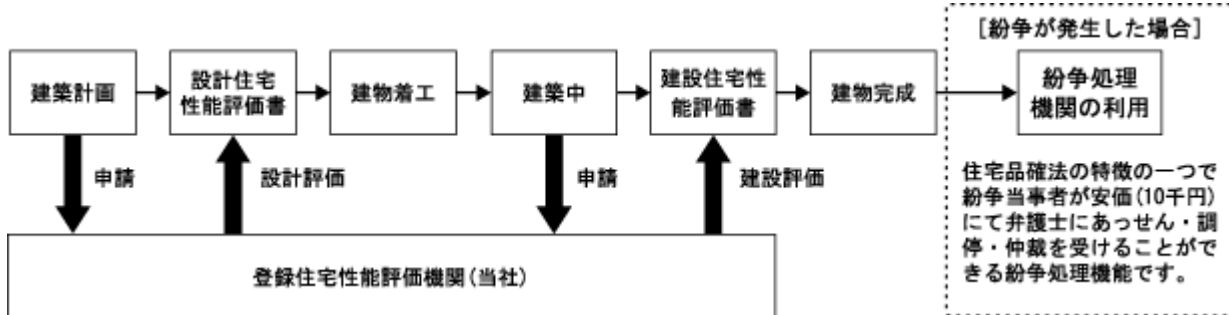 [紛争が発生した場合]
建築計画
設計住宅
性能評価書
建物着工
建築中
建設住宅性
能評価書
建物完成
紛争処理
機関の利用
申請
設計評価
申請
建設評価
住宅品確法の特徴の一つで
紛争当事者が安価(10千円)
にて弁護士にあっせん・調
停・仲裁を受けることがで
きる紛争処理機能です。
登録住宅性能評価機関(当社)